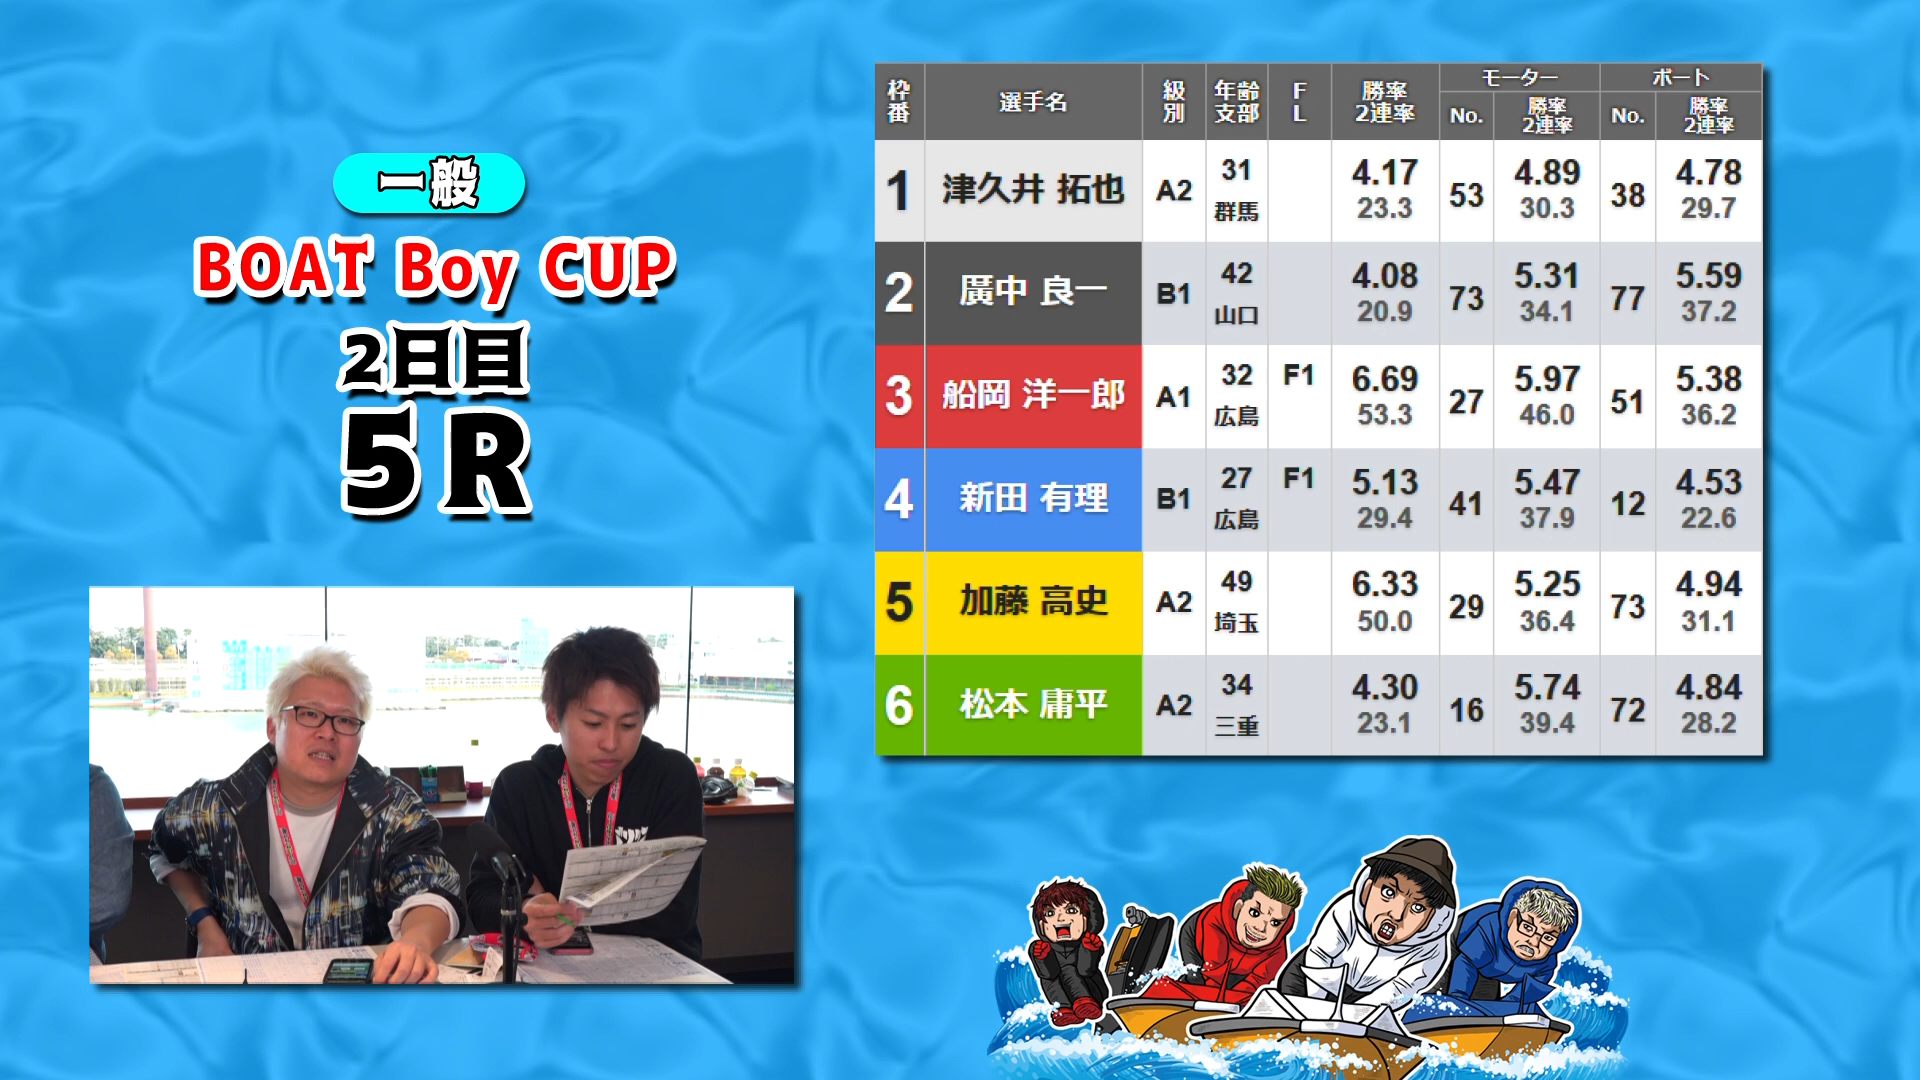 一般
BOAT Boy CUP
2日目
5R
枠番 選手名 級別 年齢支部 FL 勝率2連率 モーター ボート
No. 勝率2連率 No. 勝率2連率
1 津久井 拓也 A2 31 群馬 4.17 23.3 53 4.89 30.3 38 4.78 29.7
2 廣中 良一 B1 42 山口 4.08 20.9 73 5.31 34.1 77 5.59 37.2
3 船岡 洋一郎 A1 32 広島 F1 6.69 53.3 27 5.97 46.0 51 5.38 36.2
4 新田 有理 B1 27 広島 F1 5.13 29.4 41 5.47 37.9 12 4.53 22.6
5 加藤 高史 A2 49 埼玉 6.33 50.0 29 5.25 36.4 73 4.94 31.1
6 松本 庸平 A2 34 三重 4.30 23.1 16 5.74 39.4 72 4.84 28.2